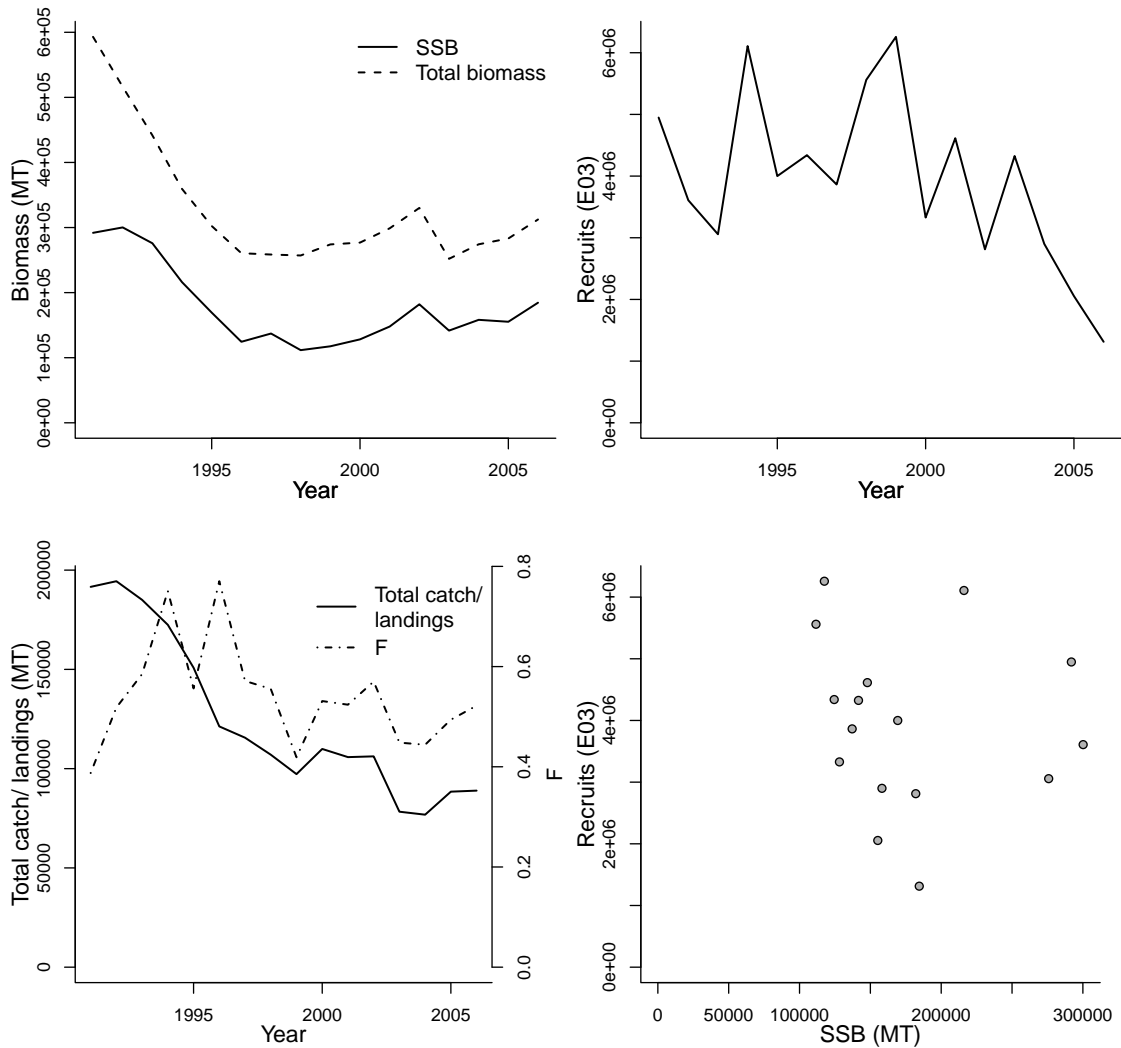 0e+00 1e+05 2e+05 3e+05 4e+05 5e+05 6e+05
Biomass (MT)
SSB
Total biomass
1995 2000 2005
Year
0e+00 2e+06 4e+06 6e+06
Recruits (E03)
1995 2000 2005
Year
0 50000 100000 150000 200000
Total catch/ landings (MT)
Total catch/
landings
F
0.0 0.2 0.4 0.6 0.8
F
1995 2000 2005
Year
0e+00 2e+06 4e+06 6e+06
Recruits (E03)
0 50000 100000 200000 300000
SSB (MT)